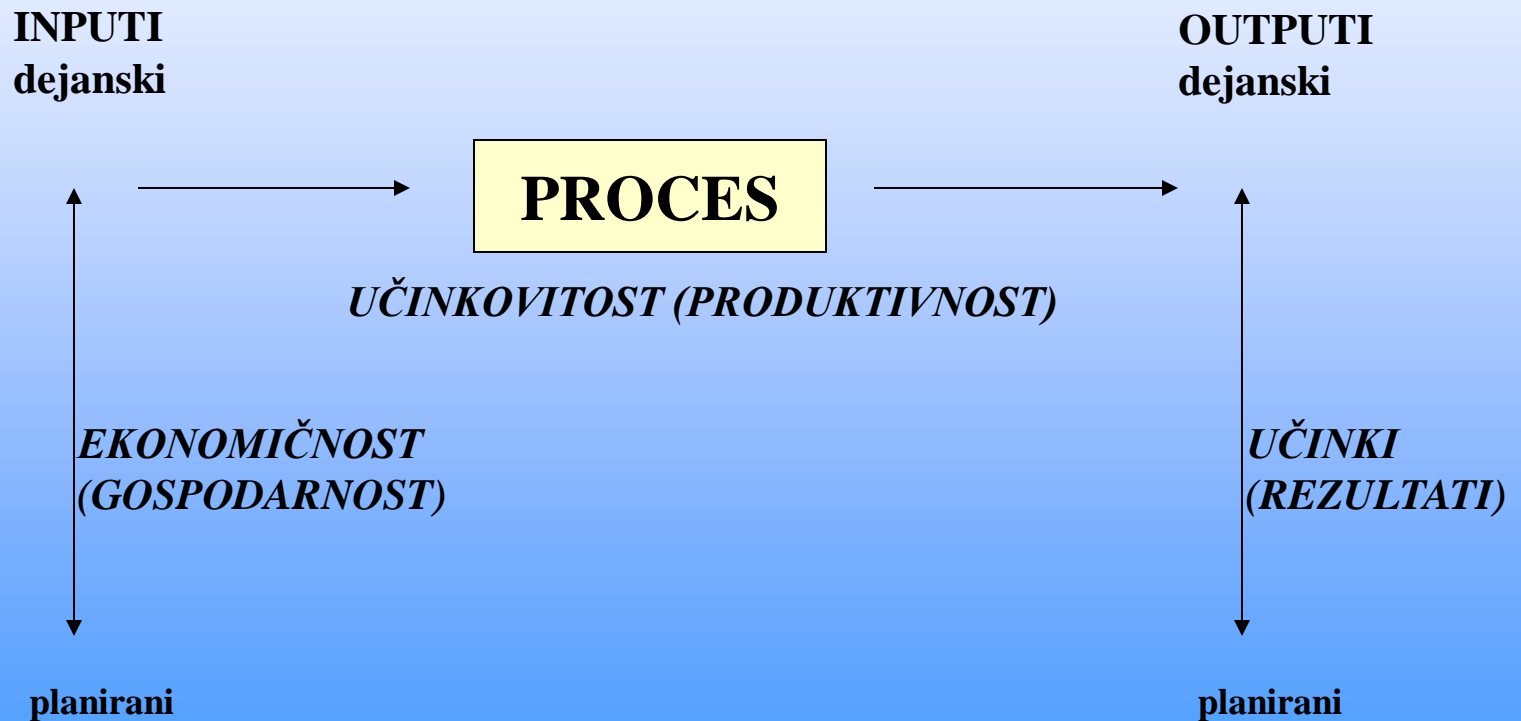 INPUTI
dejanski
OUTPUTI
dejanski
PROCES
UČINKOVITOST (PRODUKTIVNOST)
EKONOMIČNOST
(GOSPODARNOST)
UČINKI
(REZULTATI)
planirani
planirani